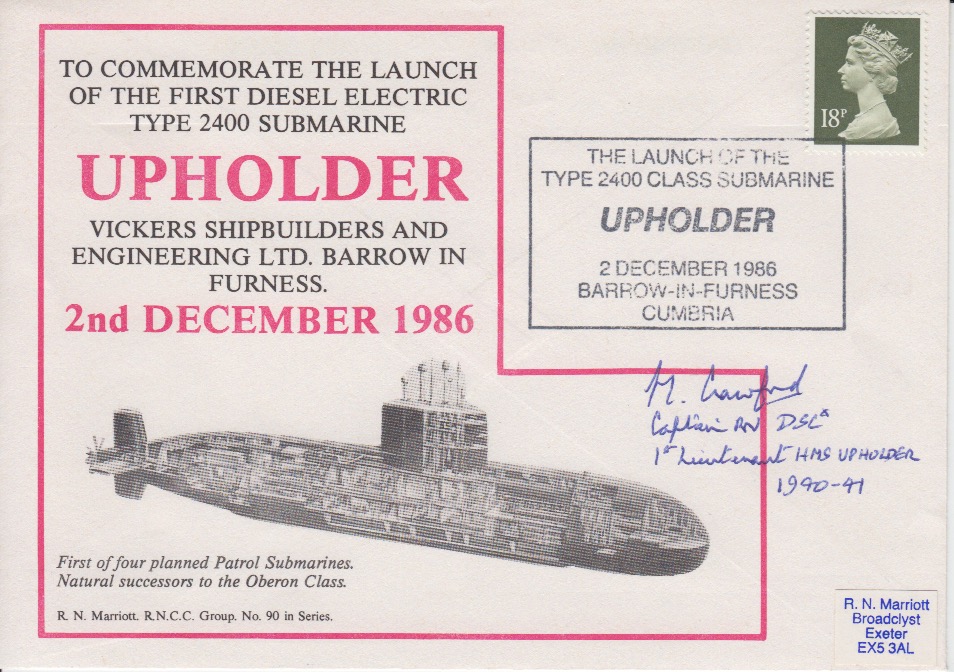 TO COMMEMORATE THE LAUNCH
OF THE FIRST DIESEL ELECTRIC
TYPE 2400 SUBMARINE
UPHOLDER
VICKERS SHIPBUILDERS AND
ENGINEERING LTD. BARROW IN
FURNESS.
2nd DECEMBER 1986
18P
THE LAUNCH OF THE
TYPE 2400 CLASS SUBMARINE
UPHOLDER
2 DECEMBER 1986
BARROW-IN-FURNESS
CUMBRIA
M. Crawford
Captain RN DSC*
1st Lieutenant HMS UPHOLDER
1940-41
First of four planned Patrol Submarines.
Natural successors to the Oberon Class.
R. N. Marriott. R.N.C.C. Group. No. 90 in Series.
R. N. Marriott
Broadclyst
Exeter
EX5 3AL